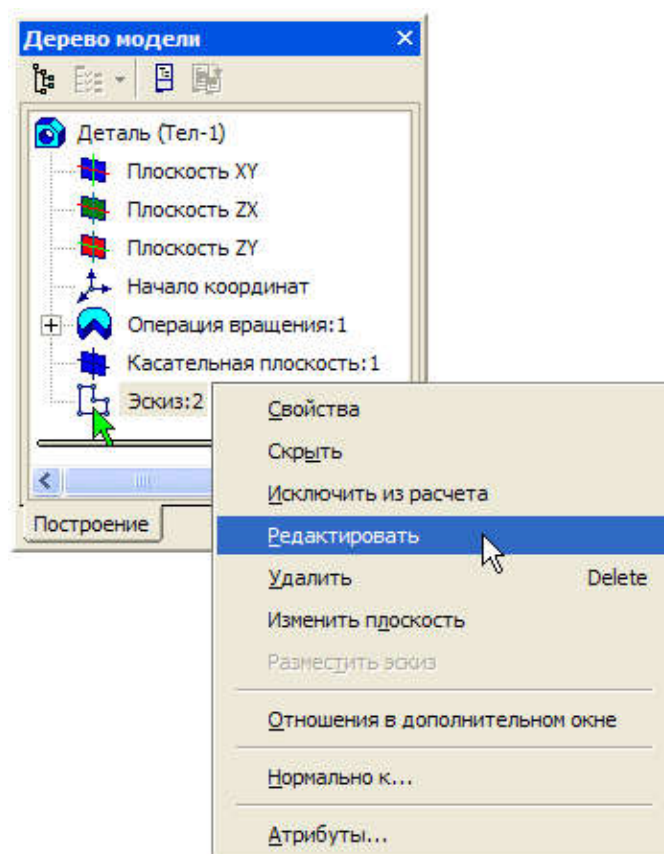 Дерево модели
Деталь (Тел-1)
Плоскость XY
Плоскость ZX
Плоскость ZY
Начало координат
Операция вращения:1
Касательная плоскость:1
Эскиз:2
Построение
Свойства
Скрыть
Исключить из расчета
Редактировать
Удалить Delete
Изменить плоскость
Разместить эскиз
Отношения в дополнительном окне
Нормально к...
Атрибуты...